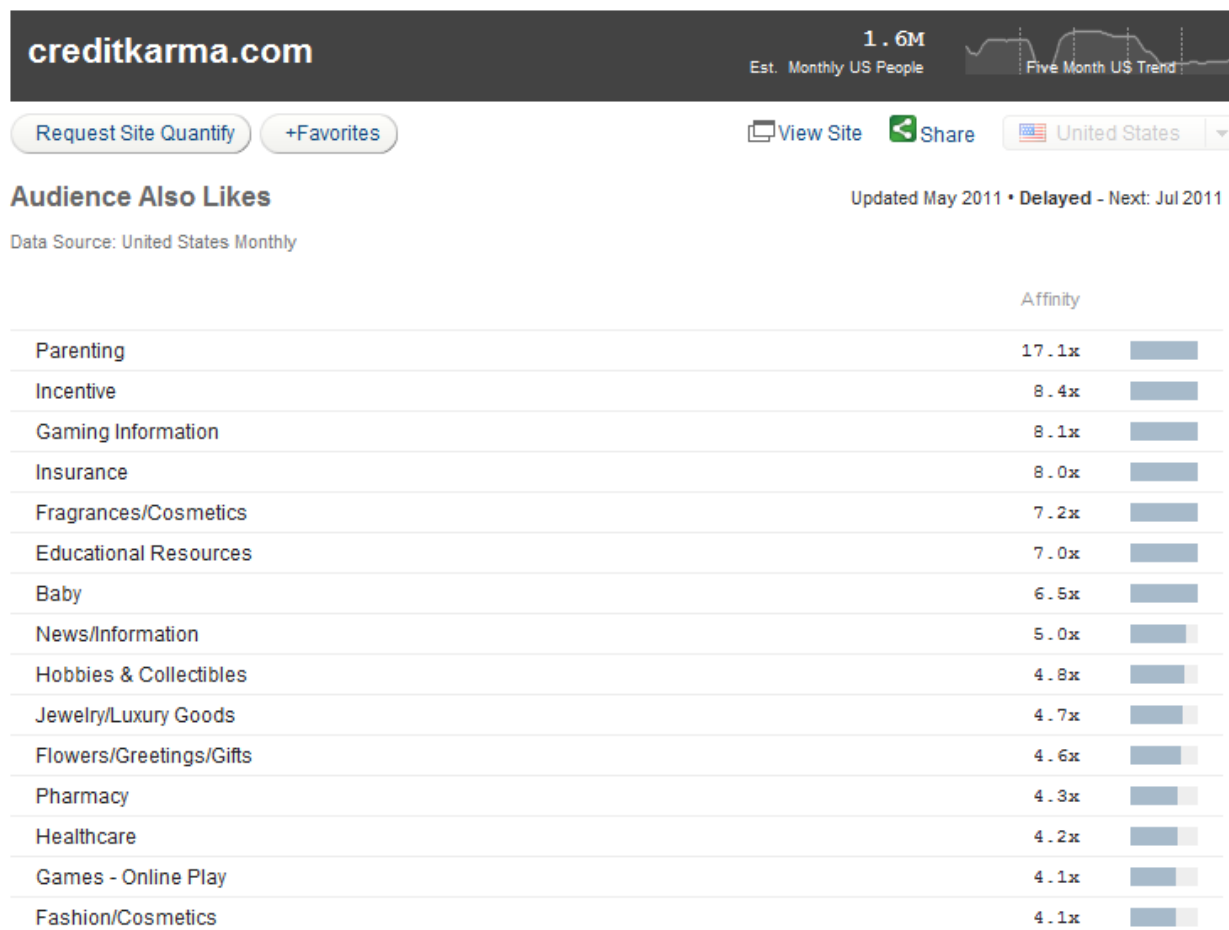 creditkarma.com
1.6M
Est. Monthly US People
Five Month US Trend
Request Site Quantify
+Favorites
View Site
Share
United States
Audience Also Likes
Updated May 2011 • Delayed - Next: Jul 2011
Data Source: United States Monthly
Affinity
Parenting 17.1x
Incentive 8.4x
Gaming Information 8.1x
Insurance 8.0x
Fragrances/Cosmetics 7.2x
Educational Resources 7.0x
Baby 6.5x
News/Information 5.0x
Hobbies & Collectibles 4.8x
Jewelry/Luxury Goods 4.7x
Flowers/Greetings/Gifts 4.6x
Pharmacy 4.3x
Healthcare 4.2x
Games - Online Play 4.1x
Fashion/Cosmetics 4.1x